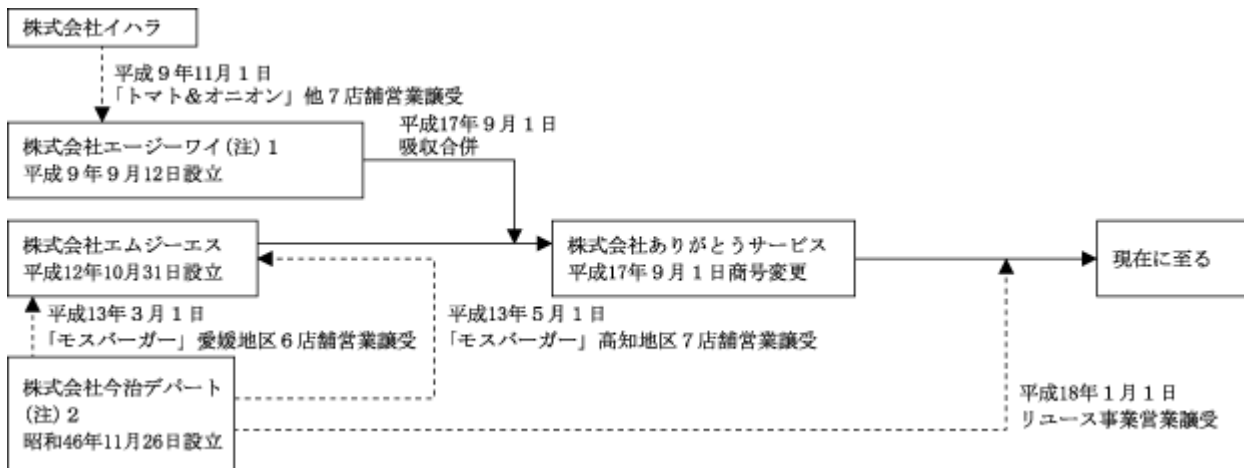 株式会社イハラ
平成９年11月１日
「トマト＆オニオン」他７店舗営業譲受
平成17年９月１日
吸収合併
株式会社エージーワイ(注)１
平成９年９月12日設立
株式会社エムジーエス
平成12年10月31日設立
株式会社ありがとうサービス
平成17年９月１日商号変更
現在に至る
平成13年３月１日
「モスバーガー」愛媛地区６店舗営業譲受
平成13年５月１日
「モスバーガー」高知地区７店舗営業譲受
株式会社今治デパート
(注)２
昭和46年11月26日設立
平成18年１月１日
リユース事業営業譲受